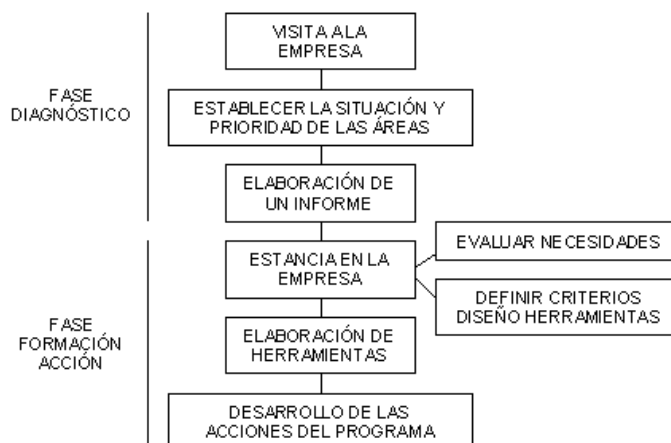 VISITA A LA
EMPRESA
FASE
DIAGNÓSTICO
ESTABLECER LA SITUACIÓN Y
PRIORIDAD DE LAS ÁREAS
ELABORACIÓN DE
UN INFORME
ESTANCIA EN LA
EMPRESA
EVALUAR NECESIDADES
DEFINIR CRITERIOS
DISEÑO HERRAMIENTAS
FASE
FORMACIÓN
ACCIÓN
ELABORACIÓN DE
HERRAMIENTAS
DESARROLLO DE LAS
ACCIONES DEL PROGRAMA